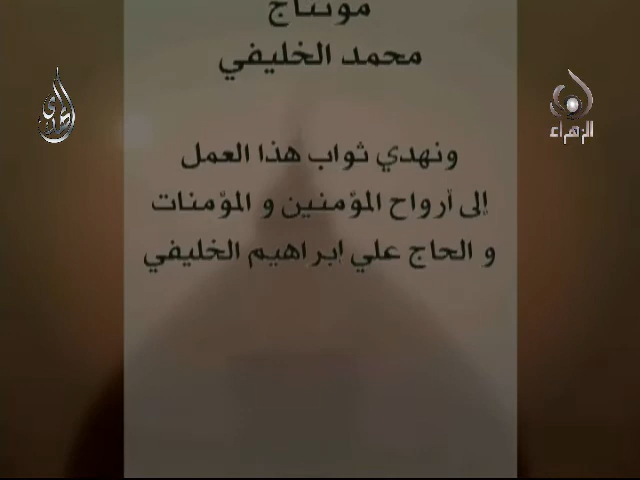 مونتاج
محمد الخليفي
ونهدي ثواب هذا العمل
إلى أرواح المؤمنين و المؤمنات
و الحاج علي إبراهيم الخليفي
الزهراء